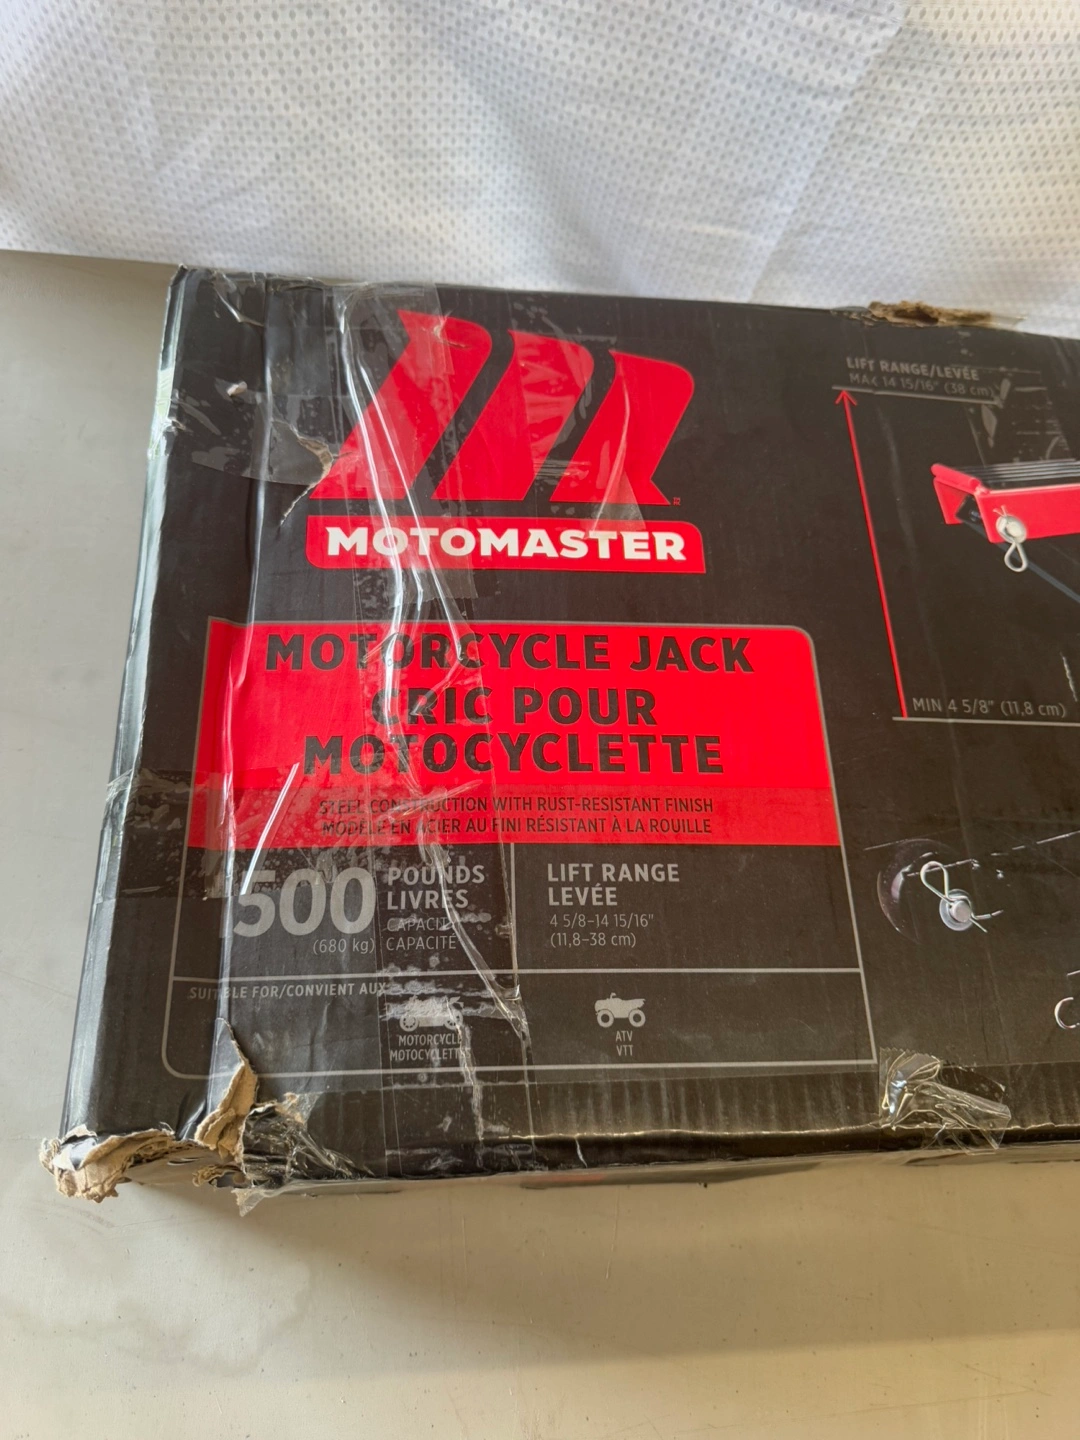 MOTOMASTER
MOTORCYCLE JACK
CRIC POUR
MOTOCYCLETTE
STEEL CONSTRUCTION WITH RUST-RESISTANT FINISH
MODÈLE EN ACIER AU FINI RÉSISTANT À LA ROUILLE
500 POUNDS
LIVRES
CAPACITY
(680 kg) CAPACITÉ
LIFT RANGE
LEVÉE
4 5/8-14 15/16"
(11,8-38 cm)
SUITABLE FOR/CONVIENT AUX
MOTORCYCLE
MOTOCYCLETTE
ATV
VTT
LIFT RANGE/LEVÉE
MAX 14 15/16" (38 cm)
MIN 4 5/8" (11,8 cm)